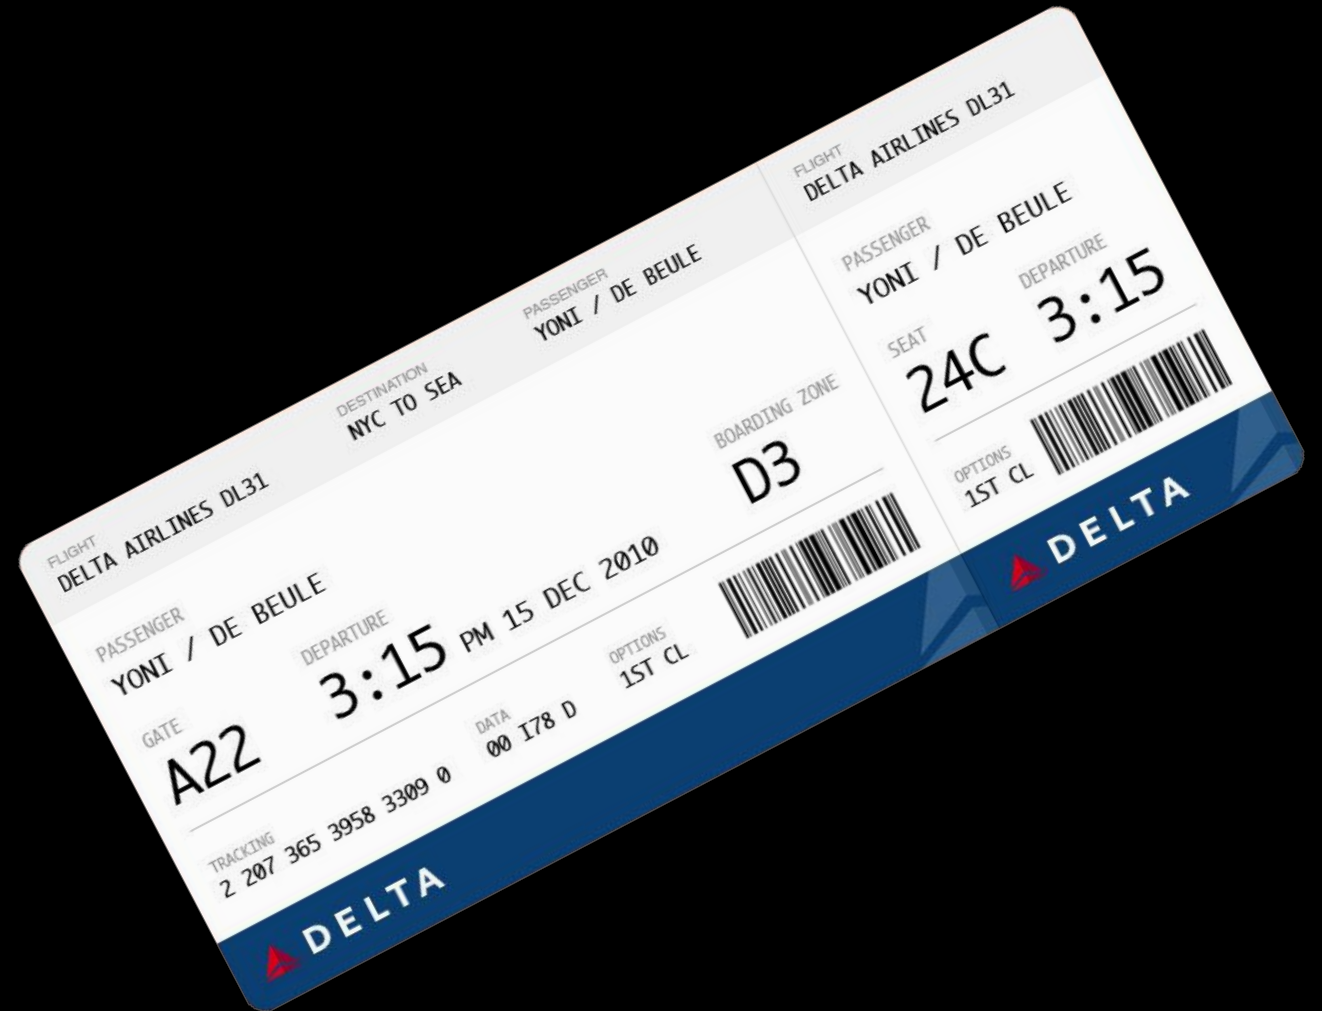 FLIGHT
DELTA AIRLINES DL31
DESTINATION
NYC TO SEA
PASSENGER
YONI / DE BEULE
PASSENGER
YONI / DE BEULE
BOARDING ZONE
D3
GATE
A22
DEPARTURE
3:15 PM 15 DEC 2010
TRACKING
2 207 365 3958 3309 0
DATA
00 I78 D
OPTIONS
1ST CL
DELTA
FLIGHT
DELTA AIRLINES DL31
PASSENGER
YONI / DE BEULE
SEAT
24C
DEPARTURE
3:15
OPTIONS
1ST CL
DELTA